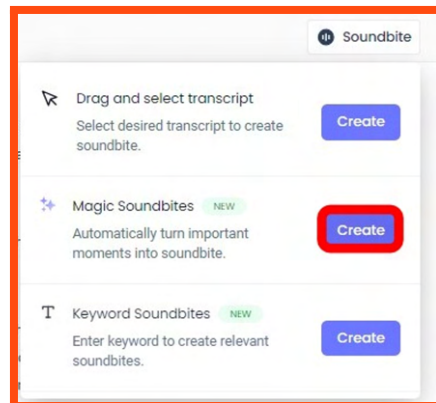 Soundbite
Drag and select transcript
Select desired transcript to create
soundbite.
Create
Magic Soundbites NEW
Automatically turn important
moments into soundbite.
Create
Keyword Soundbites NEW
Enter keyword to create relevant
soundbites.
Create